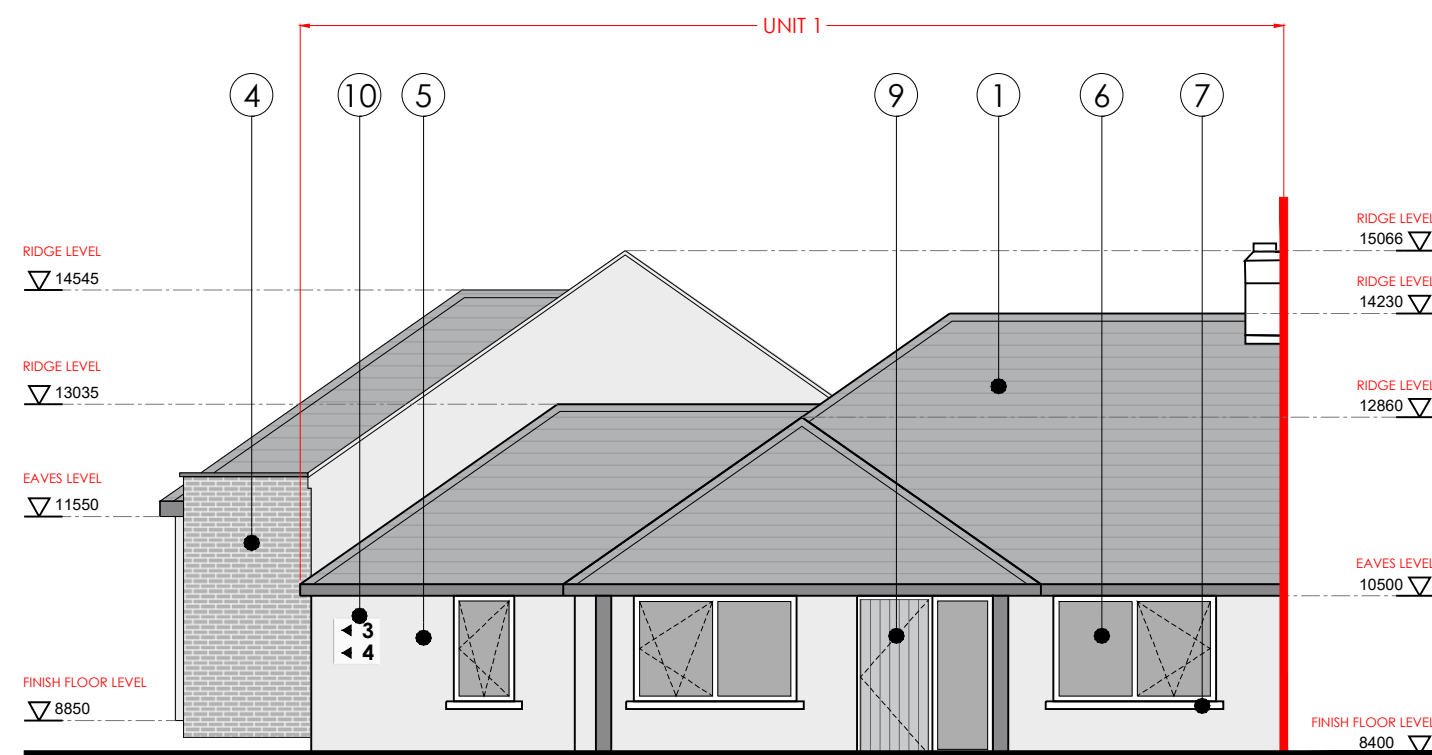 UNIT 1
4
10
5
9
1
6
7
RIDGE LEVEL
14545
RIDGE LEVEL
13035
EAVES LEVEL
11550
FINISH FLOOR LEVEL
8850
3
4
RIDGE LEVEL
15066
RIDGE LEVEL
14230
RIDGE LEVEL
12860
EAVES LEVEL
10500
FINISH FLOOR LEVEL
8400